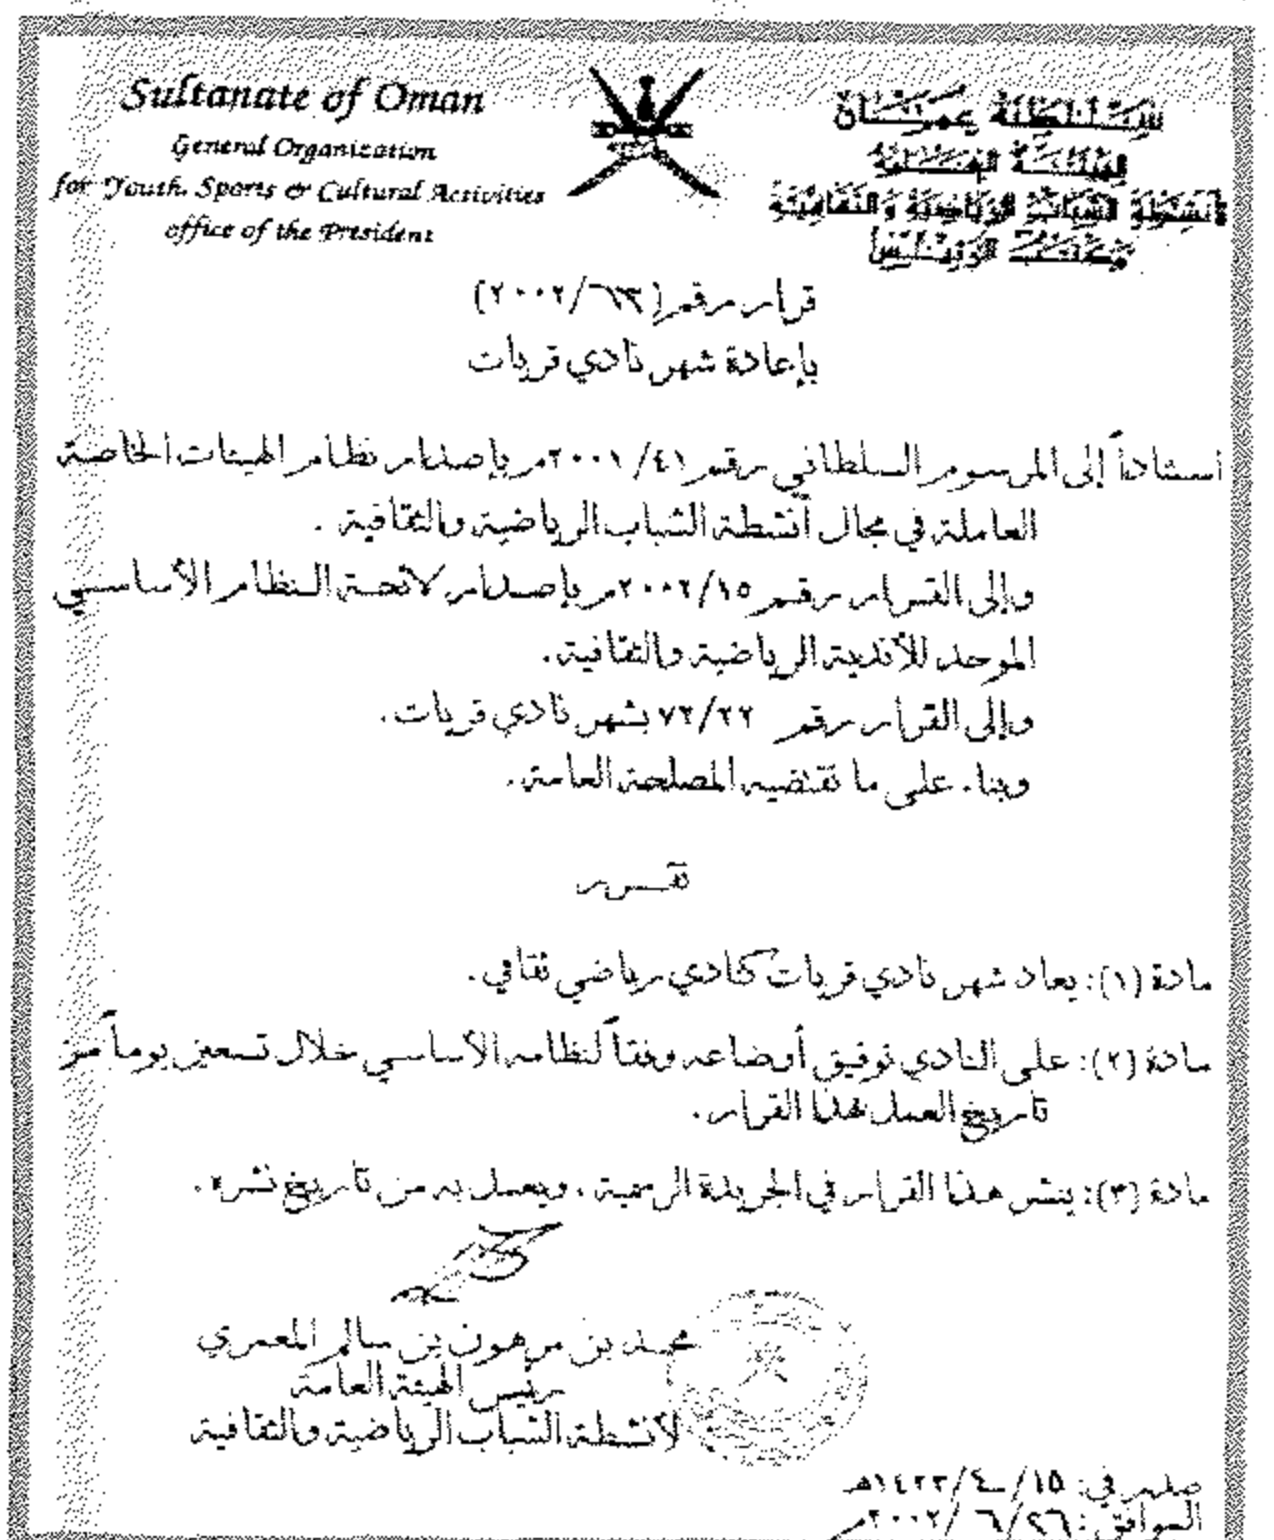 Sultanate of Oman
General Organization
for Youth, Sports & Cultural Activities
office of the President
سلطنة عمان
الهيئة العامة
لأنشطة الشباب الرياضية والثقافية
مكتب الرئيس
قرار رقم (٢٠٠٢/٦٣)
بإعادة شهر نادي قريات
استناداً إلى المرسوم السلطاني رقم ٢٠٠١/٤١م بإصدار نظام الهيئات الخاصة
العاملة في مجال أنشطة الشباب الرياضية والثقافية .
وإلى القرار رقم ٢٠٠٢/١٥م بإصدار لائحة النظام الأساسي
الموحد للأندية الرياضية والثقافية .
وإلى القرار رقم ٧٢/٢٢ بشهر نادي قريات .
وبناء على ما تقتضيه المصلحة العامة .
تقرر
مادة (١): يعاد شهر نادي قريات كنادي رياضي ثقافي .
مادة (٢): على النادي توفيق أوضاعه وفقاً لنظامه الأساسي خلال تسعين يوماً من
تاريخ العمل بهذا القرار .
مادة (٣): ينشر هذا القرار في الجريدة الرسمية ، ويعمل به من تاريخ نشره .
محمد بن مرهون بن سالم المعمري
رئيس الهيئة العامة
لأنشطة الشباب الرياضية والثقافية
صدر في: ١٥/٤/١٤٢٣هـ
الموافق: ٢٦/٦/٢٠٠٢م